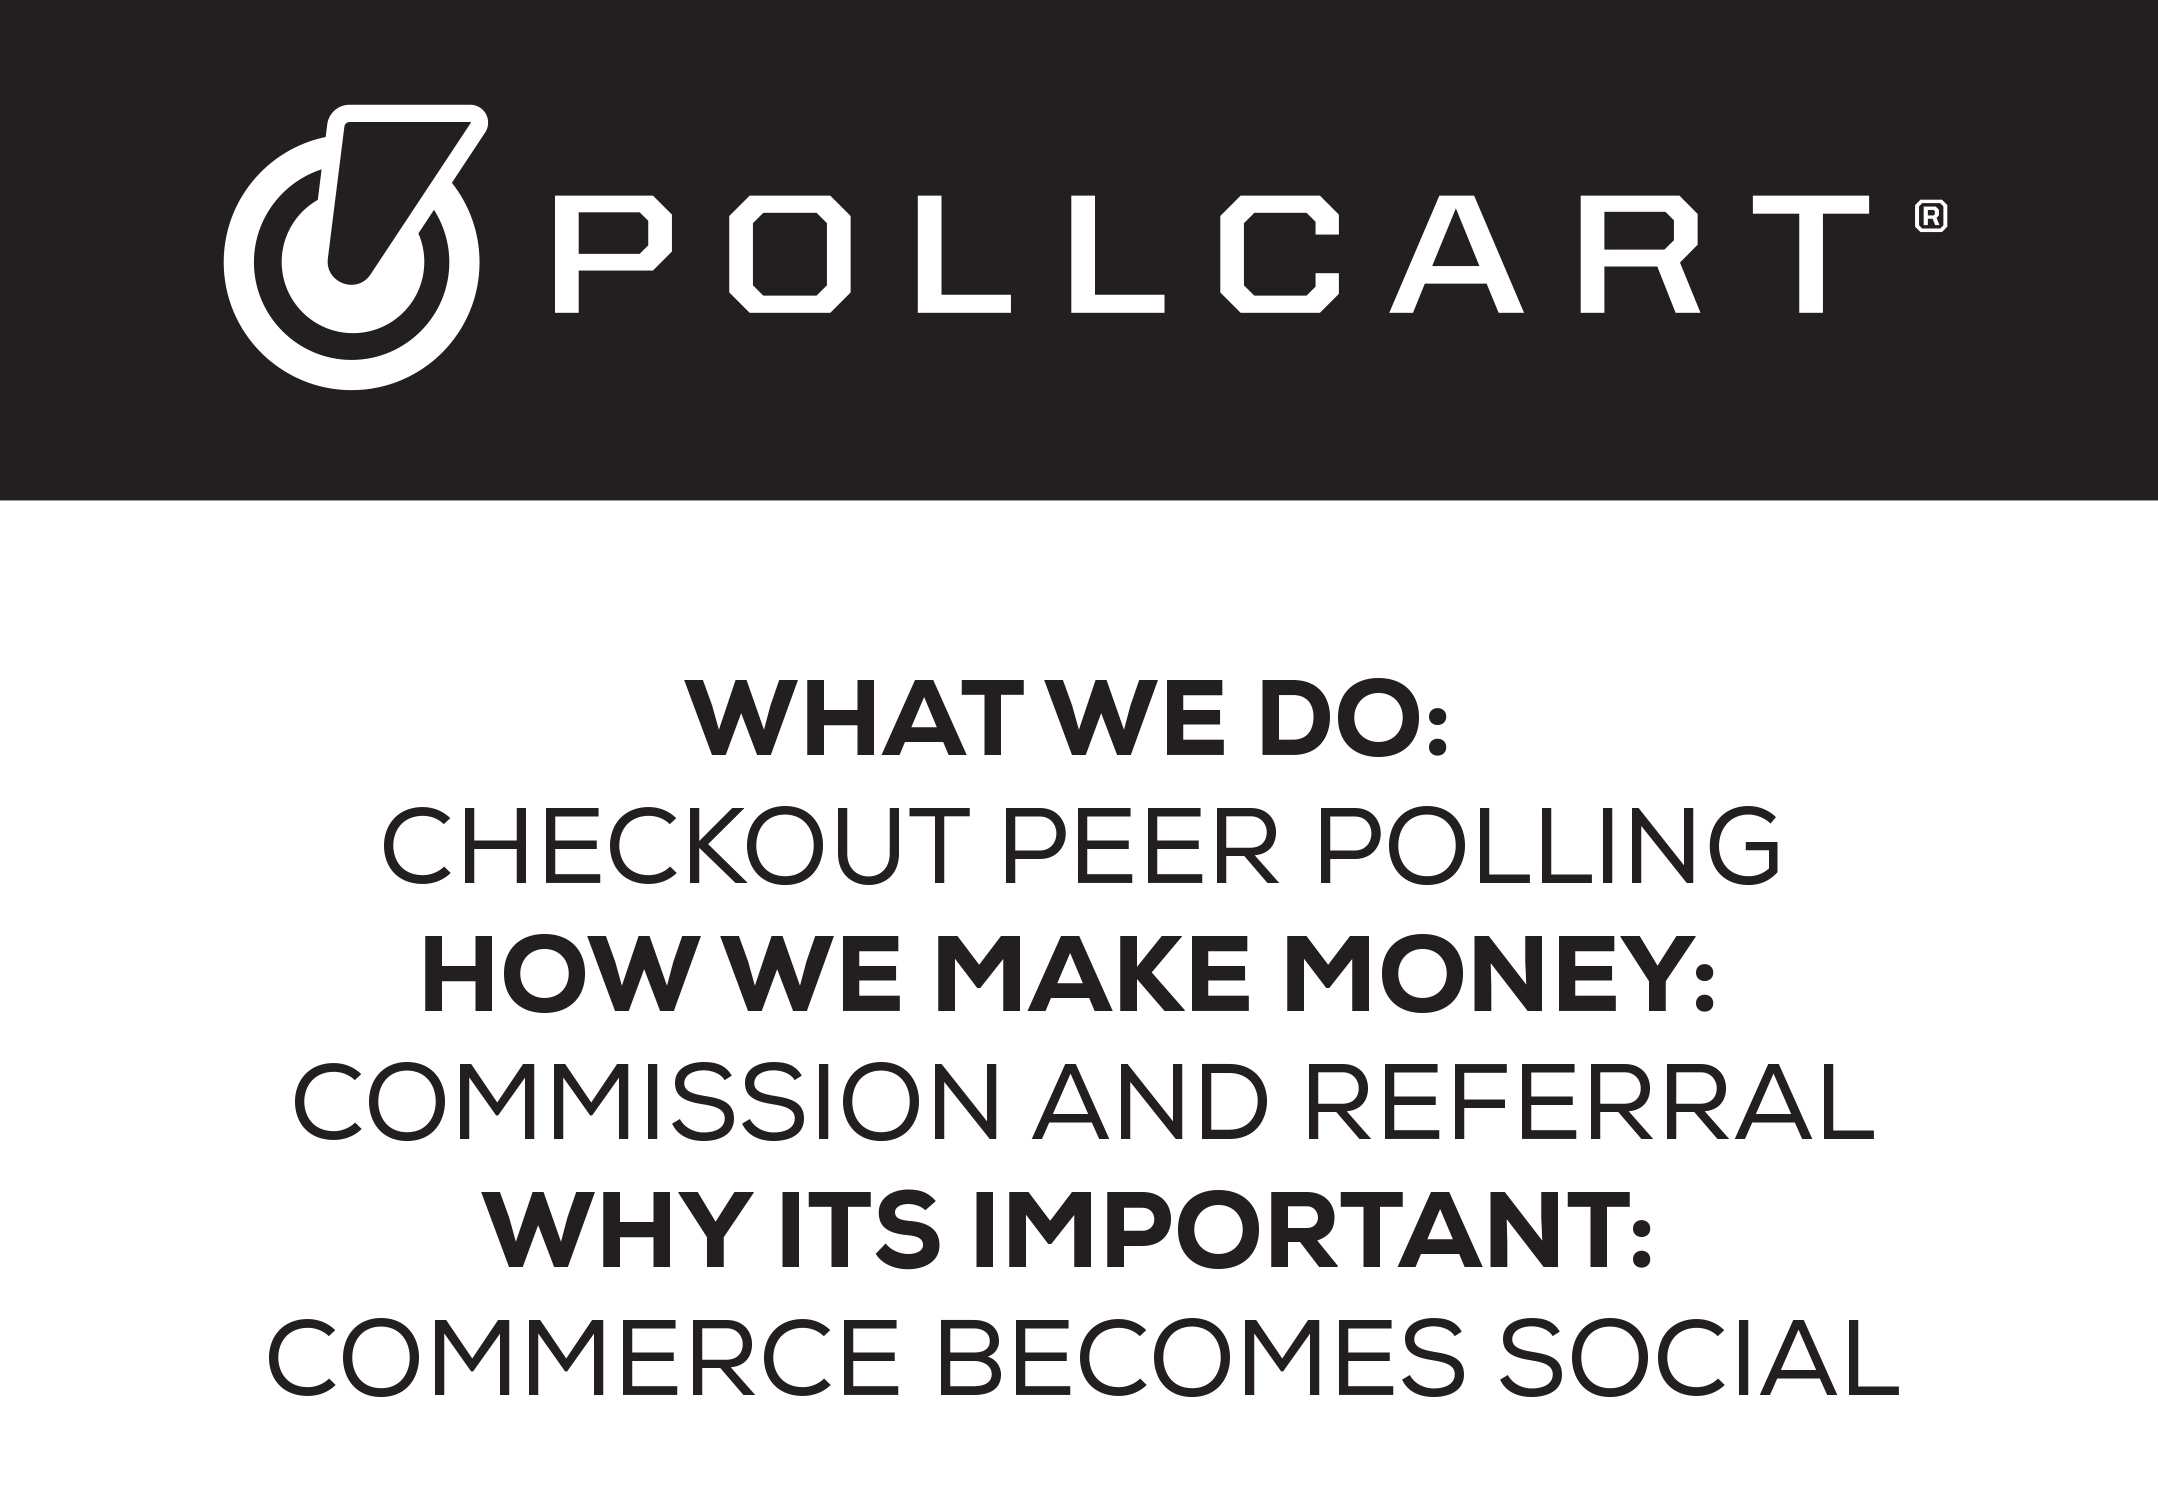 POLLCART ®
WHAT WE DO:
CHECKOUT PEER POLLING
HOW WE MAKE MONEY:
COMMISSION AND REFERRAL
WHY ITS IMPORTANT:
COMMERCE BECOMES SOCIAL